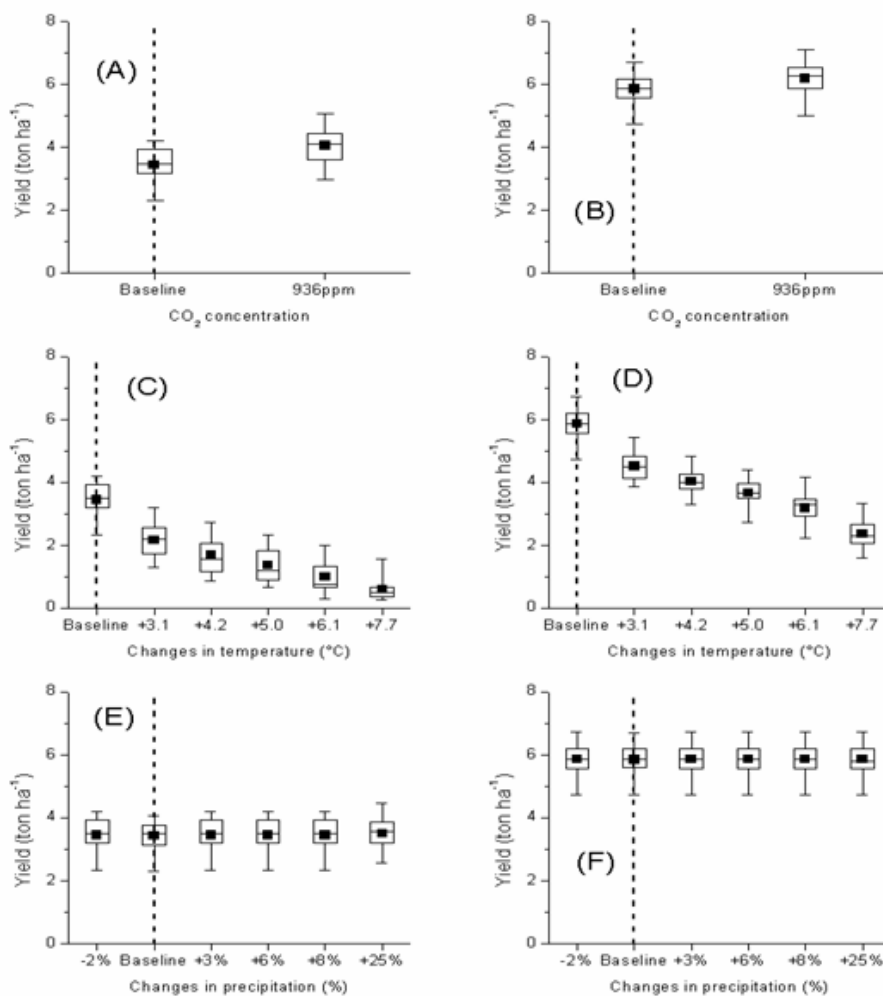 8
(A)
6
Yield (ton ha-1)
4
2
0
Baseline 936ppm
CO2 concentration
8
6
Yield (ton ha-1)
4
2
(B)
0
Baseline 936ppm
CO2 concentration
8
(C)
6
Yield (ton ha-1)
4
2
0
Baseline +3.1 +4.2 +5.0 +6.1 +7.7
Changes in temperature (°C)
8
(D)
6
Yield (ton ha-1)
4
2
0
Baseline +3.1 +4.2 +5.0 +6.1 +7.7
Changes in temperature (°C)
8
(E)
6
Yield (ton ha-1)
4
2
0
-2% Baseline +3% +6% +8% +25%
Changes in precipitation (%)
8
6
Yield (ton ha-1)
4
2
(F)
0
-2% Baseline +3% +6% +8% +25%
Changes in precipitation (%)